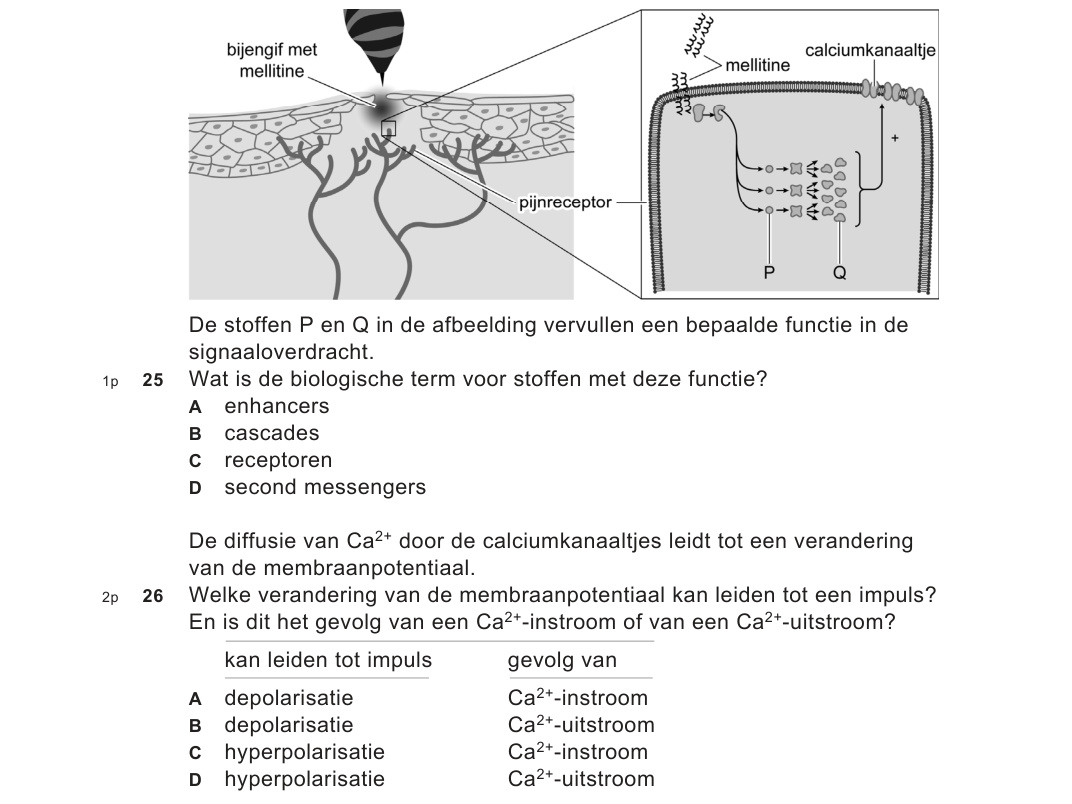 bijengif met
mellitine
mellitine
calciumkanaaltje
+
pijnreceptor
P
Q
De stoffen P en Q in de afbeelding vervullen een bepaalde functie in de
signaaloverdracht.
1p 25 Wat is de biologische term voor stoffen met deze functie?
A enhancers
B cascades
C receptoren
D second messengers
De diffusie van Ca²⁺ door de calciumkanaaltjes leidt tot een verandering
van de membraanpotentiaal.
2p 26 Welke verandering van de membraanpotentiaal kan leiden tot een impuls?
En is dit het gevolg van een Ca²⁺-instroom of van een Ca²⁺-uitstroom?
kan leiden tot impuls gevolg van
A depolarisatie Ca²⁺-instroom
B depolarisatie Ca²⁺-uitstroom
C hyperpolarisatie Ca²⁺-instroom
D hyperpolarisatie Ca²⁺-uitstroom